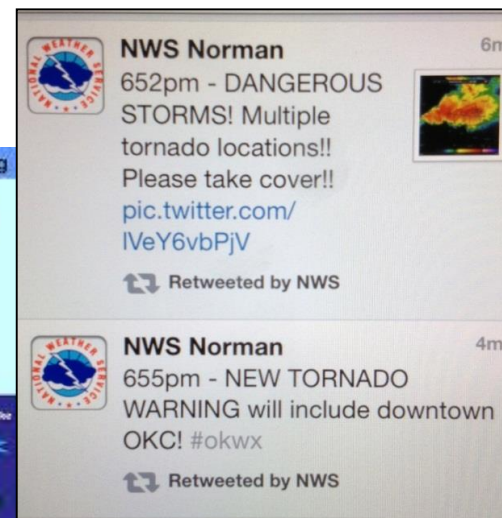 NWS Norman
6m
652pm - DANGEROUS
STORMS! Multiple
tornado locations!!
Please take cover!!
pic.twitter.com/
lVeY6vbPjV
Retweeted by NWS
NWS Norman
4m
655pm - NEW TORNADO
WARNING will include downtown
OKC! #okwx
Retweeted by NWS